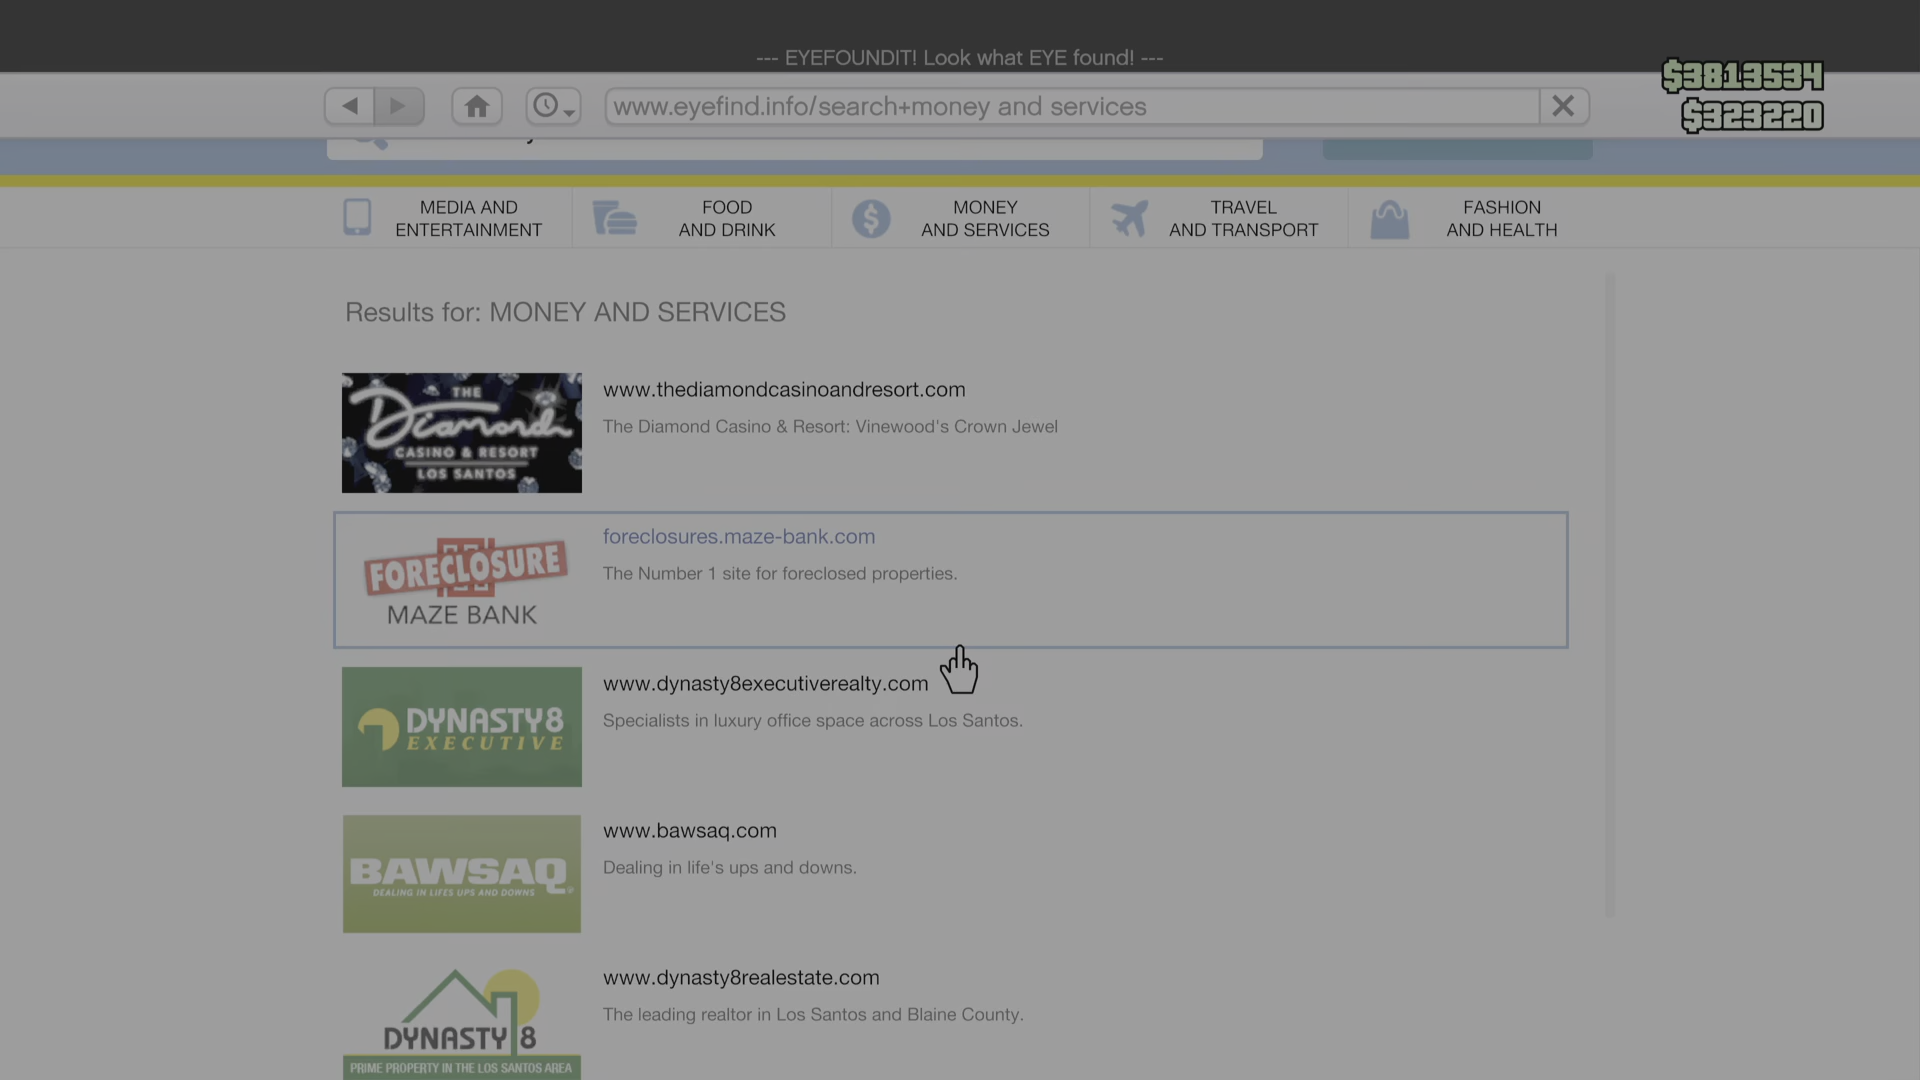 --- EYEFOUNDIT! Look what EYE found! ---
$3813534
www.eyefind.info/search+money and services
$323220
MEDIA AND
ENTERTAINMENT
FOOD
AND DRINK
MONEY
AND SERVICES
TRAVEL
AND TRANSPORT
FASHION
AND HEALTH
Results for: MONEY AND SERVICES
THE
Diamond
CASINO & RESORT
LOS SANTOS
www.thediamondcasinoandresort.com
The Diamond Casino & Resort: Vinewood's Crown Jewel
FORECLOSURE
MAZE BANK
foreclosures.maze-bank.com
The Number 1 site for foreclosed properties.
DYNASTY8
EXECUTIVE
www.dynasty8executiverealty.com
Specialists in luxury office space across Los Santos.
BAWSAQ
DEALING IN LIFE'S UPS AND DOWNS
www.bawsaq.com
Dealing in life's ups and downs.
DYNASTY 8
PRIME PROPERTY IN THE LOS SANTOS AREA
www.dynasty8realestate.com
The leading realtor in Los Santos and Blaine County.